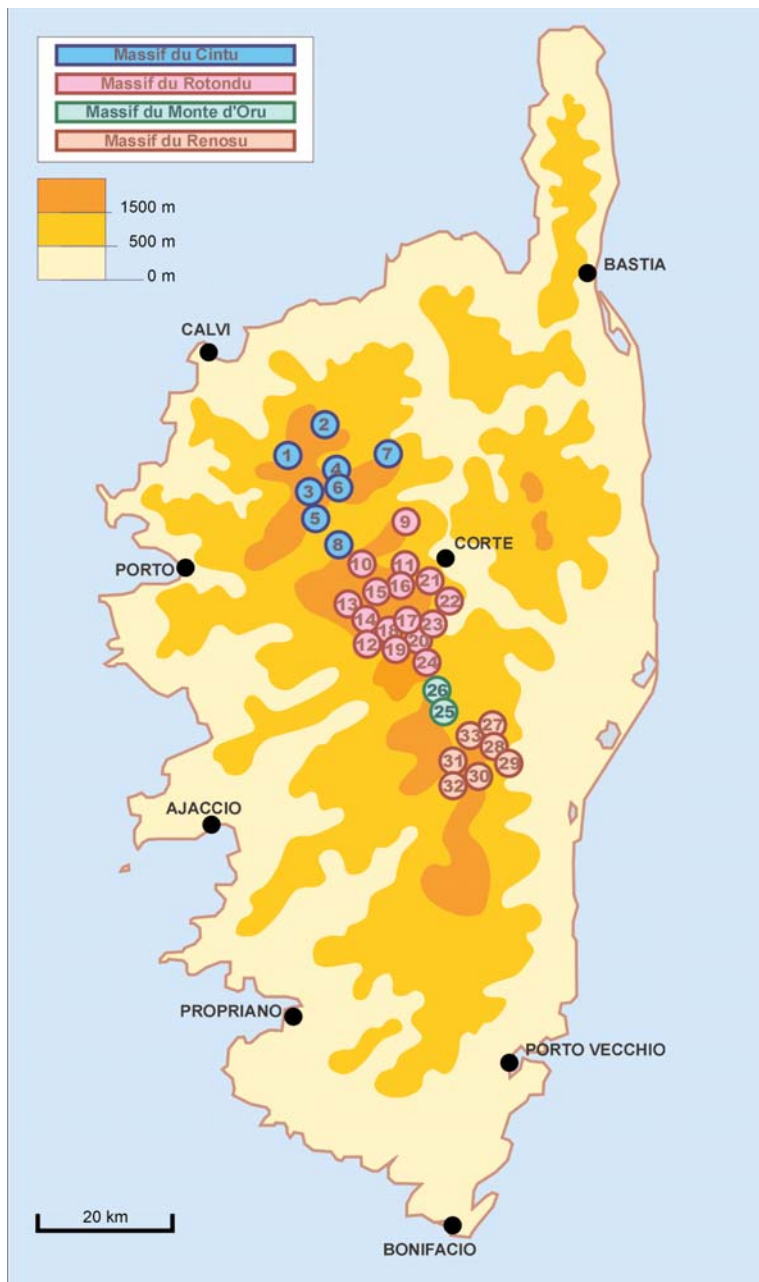 Massif du Cintu
Massif du Rotondu
Massif du Monte d'Oru
Massif du Renosu
1500 m
500 m
0 m
BASTIA
CALVI
2
1
7
4
6
3
5
9
8
CORTE
PORTO
10
11
21
16
15
22
13
14
17
23
18
20
12
19
24
26
25
27
33
28
31
29
30
32
AJACCIO
PROPRIANO
PORTO VECCHIO
20 km
BONIFACIO